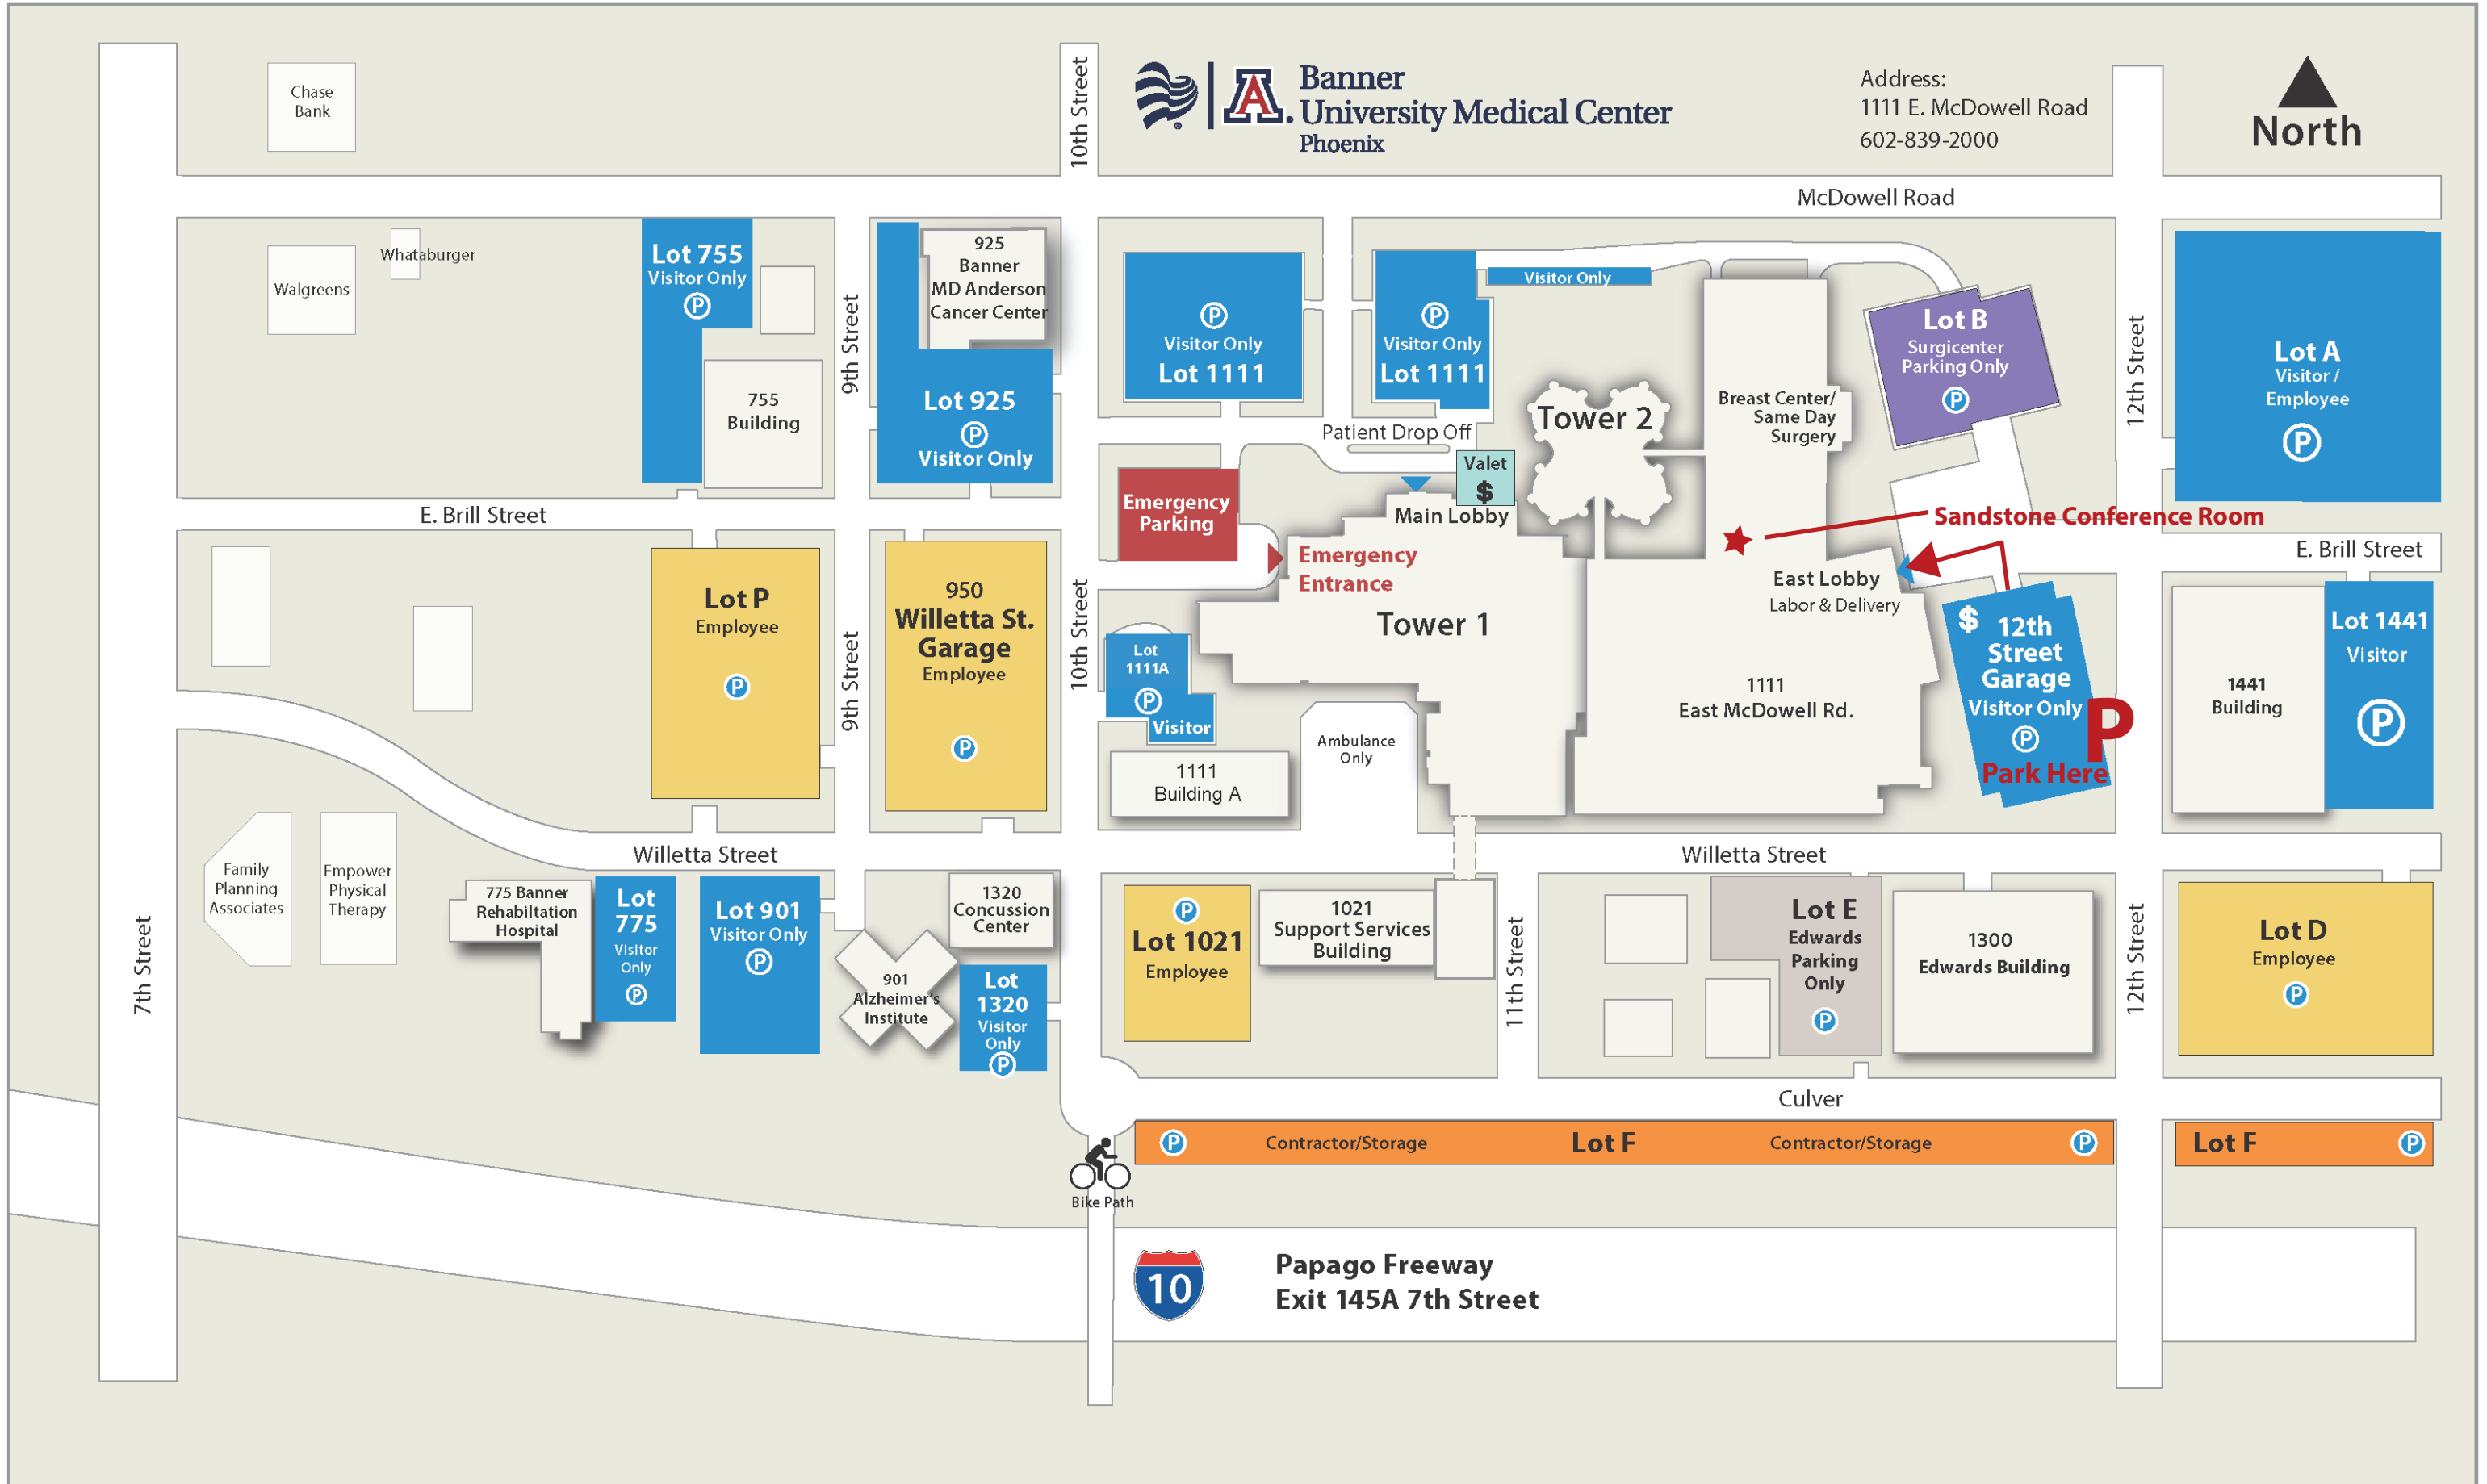 Chase
Bank
10th Street
Banner
University Medical Center
Phoenix
Address:
1111 E. McDowell Road
602-839-2000
North
McDowell Road
Walgreens
Whataburger
Lot 755
Visitor Only
P
755
Building
9th Street
925
Banner
MD Anderson
Cancer Center
Lot 925
P
Visitor Only
P
Visitor Only
Lot 1111
P
Visitor Only
Lot 1111
Visitor Only
Patient Drop Off
Valet
$
Main Lobby
Tower 2
Breast Center/
Same Day
Surgery
Lot B
Surgicenter
Parking Only
P
12th Street
Lot A
Visitor /
Employee
P
Emergency
Parking
Emergency
Entrance
Sandstone Conference Room
E. Brill Street
E. Brill Street
Lot P
Employee
P
9th Street
950
Willetta St.
Garage
Employee
P
10th Street
Lot
1111A
P
Visitor
1111
Building A
Ambulance
Only
Tower 1
East Lobby
Labor & Delivery
1111
East McDowell Rd.
$ 12th
Street
Garage
Visitor Only
P
P
Park Here
1441
Building
Lot 1441
Visitor
P
Willetta Street
Willetta Street
Family
Planning
Associates
Empower
Physical
Therapy
775 Banner
Rehabiltation
Hospital
Lot
775
Visitor
Only
P
Lot 901
Visitor Only
P
901
Alzheimer's
Institute
1320
Concussion
Center
Lot
1320
Visitor
Only
P
P
Lot 1021
Employee
1021
Support Services
Building
11th Street
Lot E
Edwards
Parking
Only
P
1300
Edwards Building
12th Street
Lot D
Employee
P
7th Street
Culver
P
Contractor/Storage
Lot F
Contractor/Storage
P
Lot F
P
Bike Path
10
Papago Freeway
Exit 145A 7th Street